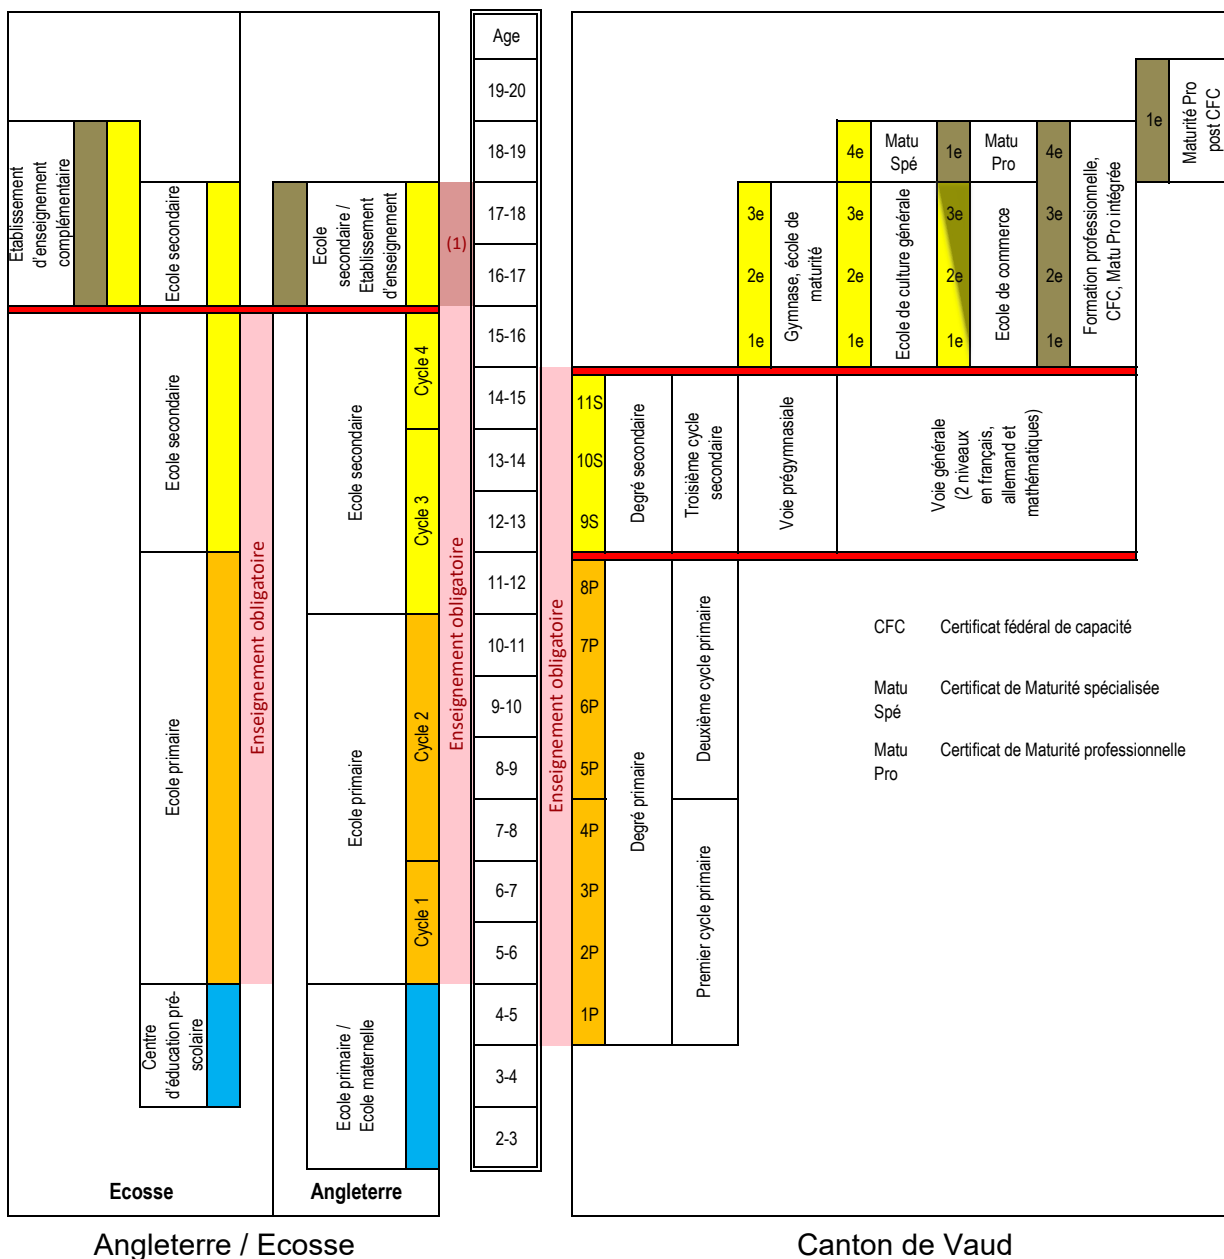 Etablissement
d'enseignement
complémentaire
Ecole secondaire
Ecole secondaire
Ecole primaire
Centre
d'éducation pré-
scolaire
Enseignement obligatoire
Ecosse
Ecole
secondaire /
Etablissement
d'enseignement
Ecole secondaire
Ecole primaire
Ecole primaire /
Ecole maternelle
Cycle 4
Cycle 3
Cycle 2
Cycle 1
(1)
Enseignement obligatoire
Angleterre
Age
19-20
18-19
17-18
16-17
15-16
14-15
13-14
12-13
11-12
10-11
9-10
8-9
7-8
6-7
5-6
4-5
3-4
2-3
Enseignement obligatoire
11S
10S
9S
8P
7P
6P
5P
4P
3P
2P
1P
Degré secondaire
Degré primaire
Troisième cycle
secondaire
Deuxième cycle primaire
Premier cycle primaire
3e
2e
1e
Gymnase, école de
maturité
Voie prégymnasiale
4e
3e
2e
1e
Matu
Spé
Ecole de culture générale
1e
3e
2e
1e
Matu
Pro
Ecole de commerce
4e
3e
2e
1e
Formation professionnelle,
CFC, Matu Pro intégrée
1e
Maturité Pro
post CFC
Voie générale
(2 niveaux
en français,
allemand et
mathématiques)
CFC Certificat fédéral de capacité
Matu Certificat de Maturité spécialisée
Spé
Matu Certificat de Maturité professionnelle
Pro
Angleterre / Ecosse
Canton de Vaud